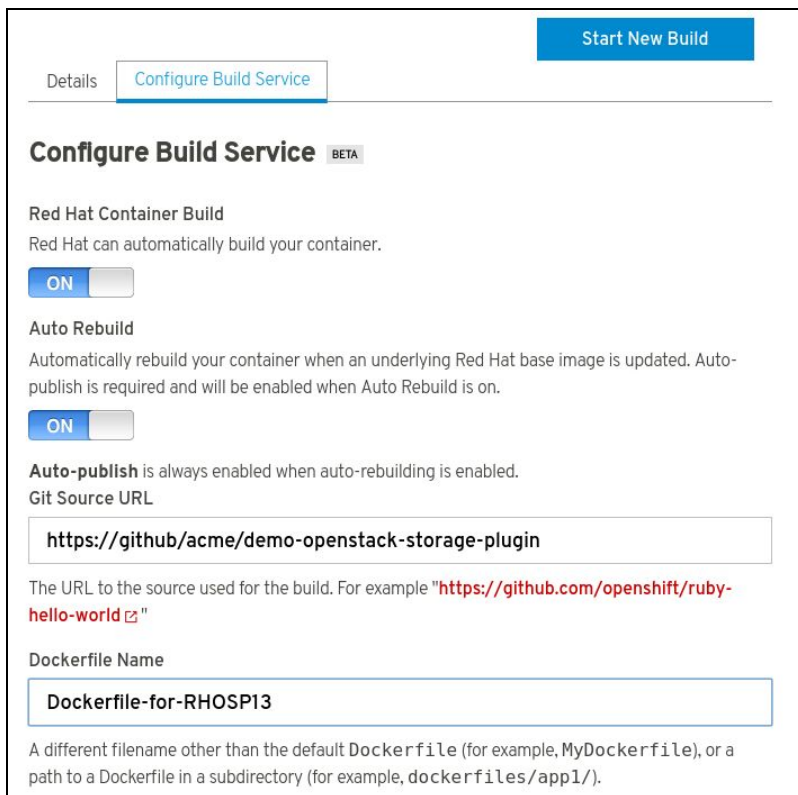 Start New Build
Details
Configure Build Service
Configure Build Service BETA
Red Hat Container Build
Red Hat can automatically build your container.
ON
Auto Rebuild
Automatically rebuild your container when an underlying Red Hat base image is updated. Auto-
publish is required and will be enabled when Auto Rebuild is on.
ON
Auto-publish is always enabled when auto-rebuilding is enabled.
Git Source URL
https://github/acme/demo-openstack-storage-plugin
The URL to the source used for the build. For example "https://github.com/openshift/ruby-
hello-world "
Dockerfile Name
Dockerfile-for-RHOSP13
A different filename other than the default Dockerfile (for example, MyDockerfile), or a
path to a Dockerfile in a subdirectory (for example, dockerfiles/app1/).